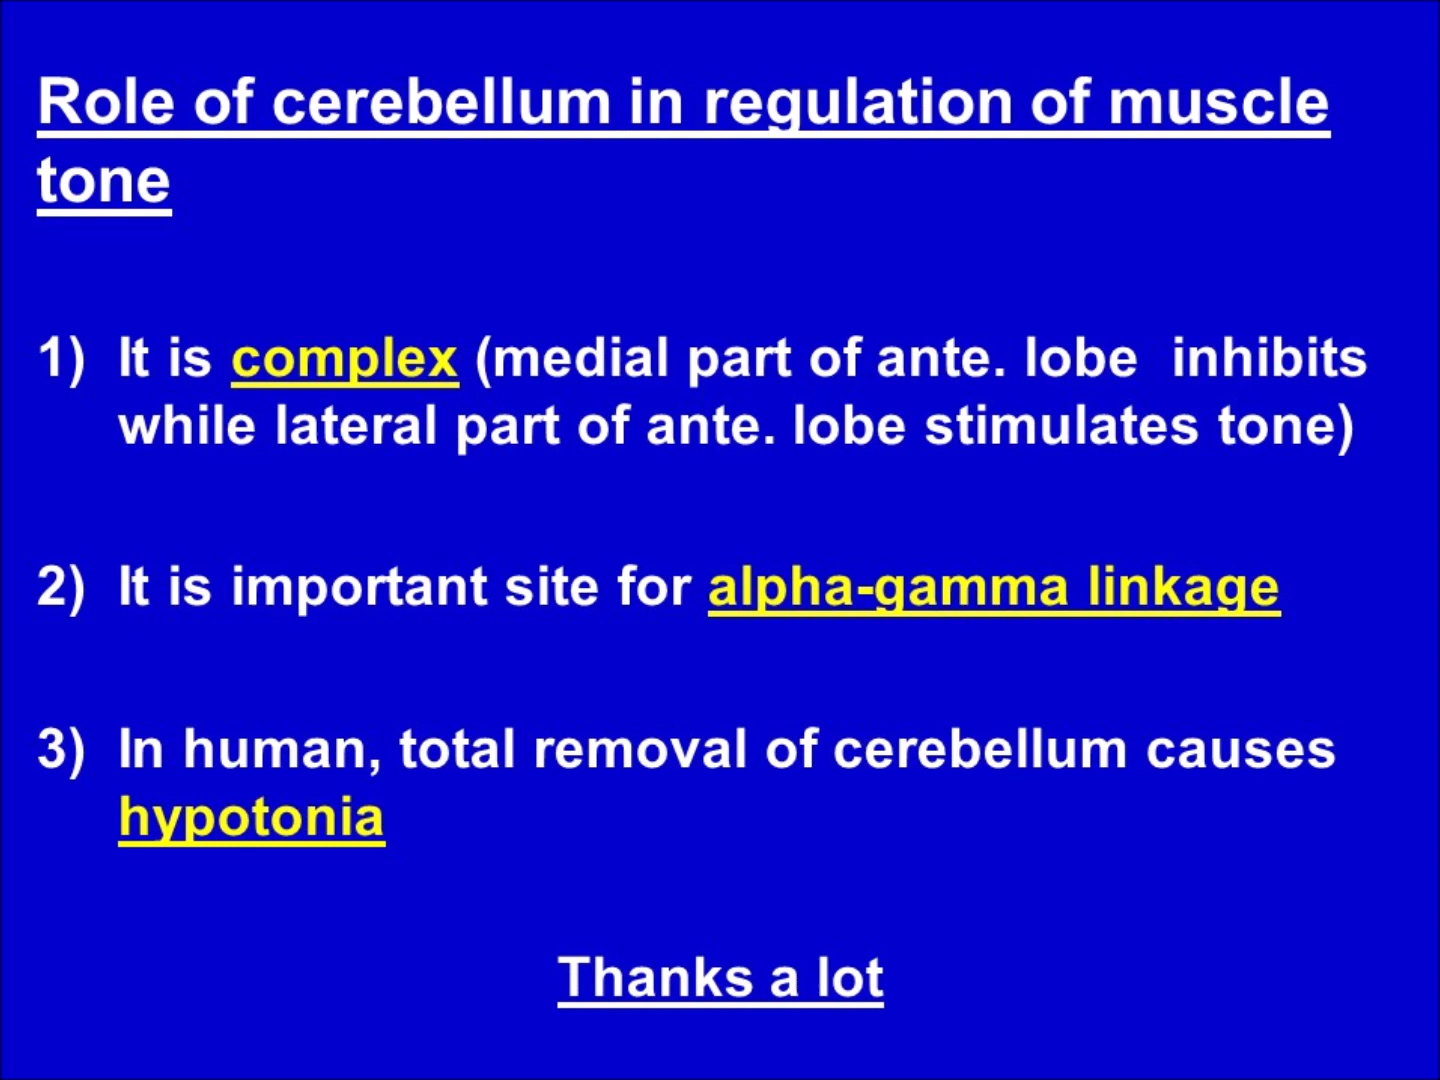 Role of cerebellum in regulation of muscle
tone
1) It is complex (medial part of ante. lobe  inhibits
while lateral part of ante. lobe stimulates tone)
2) It is important site for alpha-gamma linkage
3) In human, total removal of cerebellum causes
hypotonia
Thanks a lot